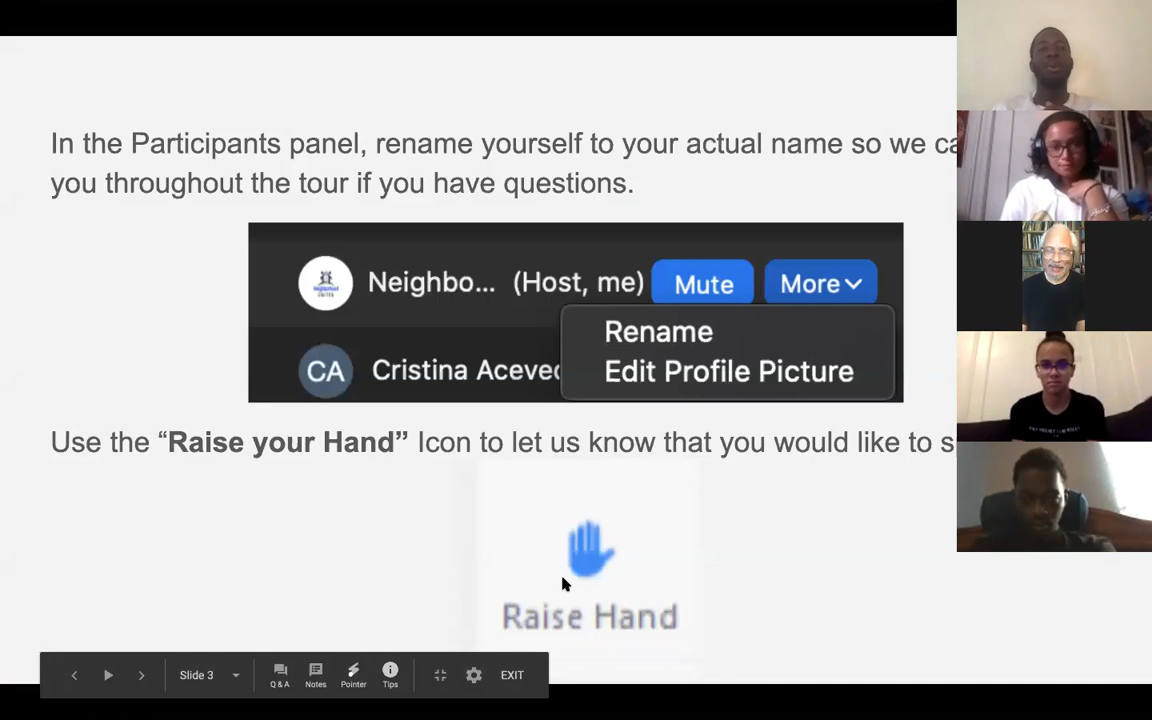 In the Participants panel, rename yourself to your actual name so we ca
you throughout the tour if you have questions.
Neighbo... (Host, me) Mute More
Rename
CA Cristina Aceved
Edit Profile Picture
Use the “Raise your Hand” Icon to let us know that you would like to s
Raise Hand
Slide 3 Q&A Notes Pointer Tips EXIT